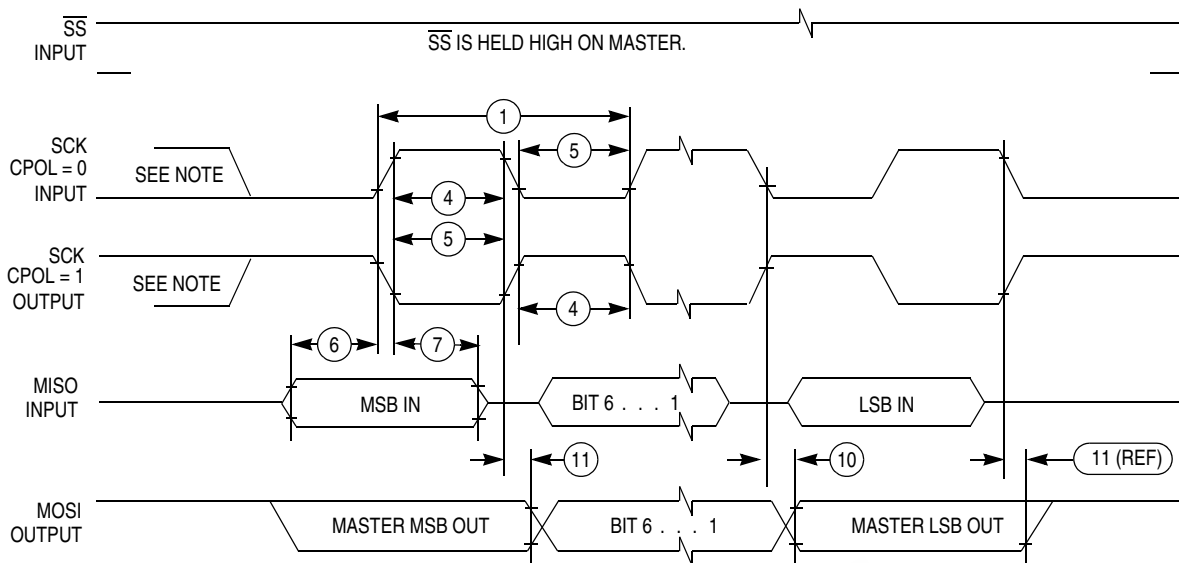 S̅S̅
INPUT
S̅S̅ IS HELD HIGH ON MASTER.
1
SCK
CPOL = 0
INPUT
SEE NOTE
5
4
5
SCK
CPOL = 1
OUTPUT
SEE NOTE
4
6
7
MISO
INPUT
MSB IN
BIT 6 . . . 1
LSB IN
11
10
11 (REF)
MOSI
OUTPUT
MASTER MSB OUT
BIT 6 . . . 1
MASTER LSB OUT